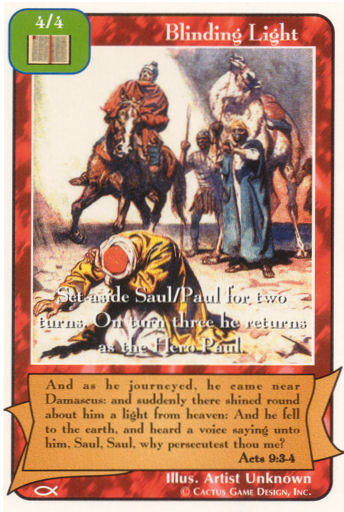 4/4
Blinding Light
Set-aside Saul/Paul for two
turns. On turn three he returns
as the Hero Paul.
And as he journeyed, he came near
Damascus: and suddenly there shined round
about him a light from heaven: And he fell
to the earth, and heard a voice saying unto
him, Saul, Saul, why persecutest thou me?
Acts 9:3-4
Illus. Artist Unknown
© Cactus Game Design, Inc.